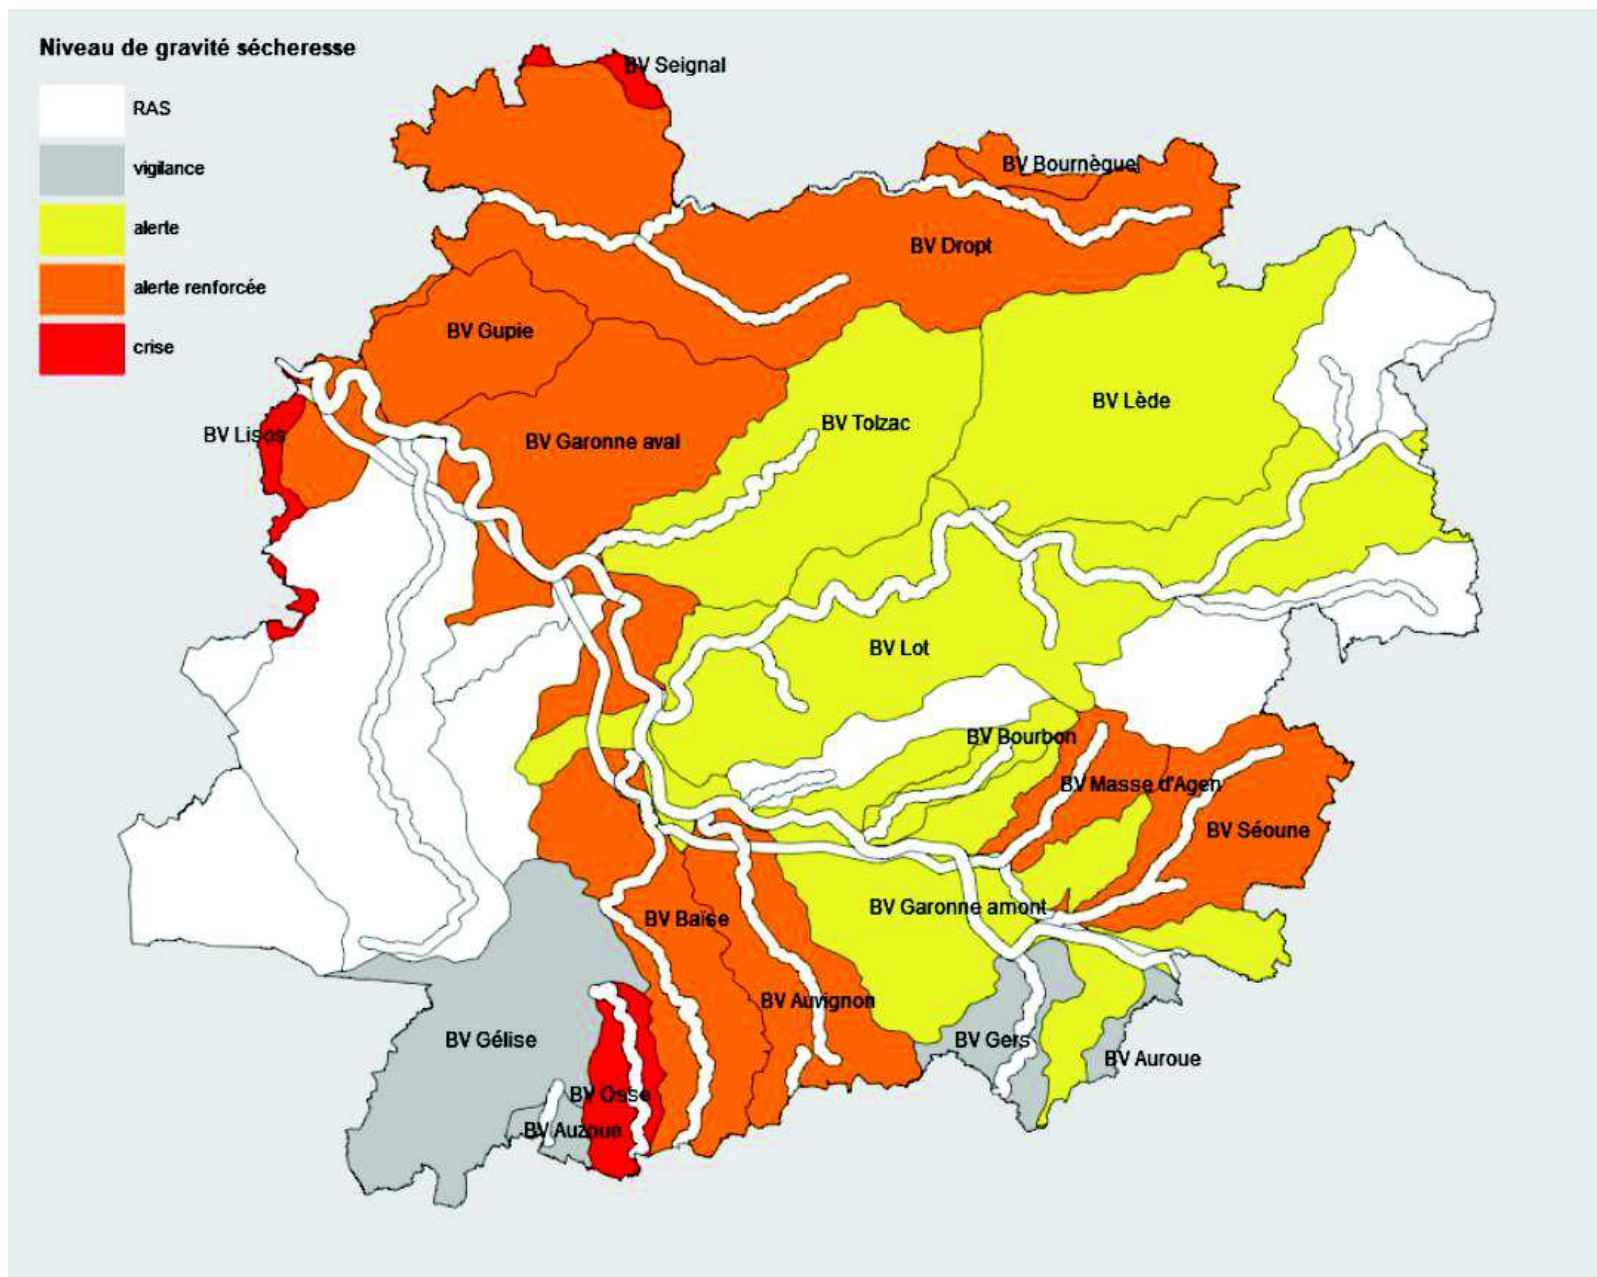 Niveau de gravité sécheresse
RAS
vigilance
alerte
alerte renforcée
crise
BV Seignal
BV Bournègue
BV Dropt
BV Gupie
BV Lède
BV Tolzac
BV Lisos
BV Garonne aval
BV Lot
BV Bourbon
BV Masse d'Agen
BV Séoune
BV Garonne amont
BV Baïse
BV Auvignon
BV Gélise
BV Gers
BV Auroue
BV Osse
BV Auzoue